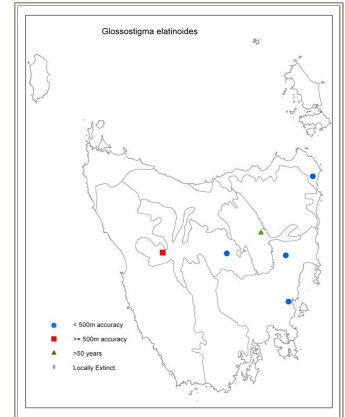 Glossostigma elatinoides
< 500m accuracy
>= 500m accuracy
>50 years
Locally Extinct